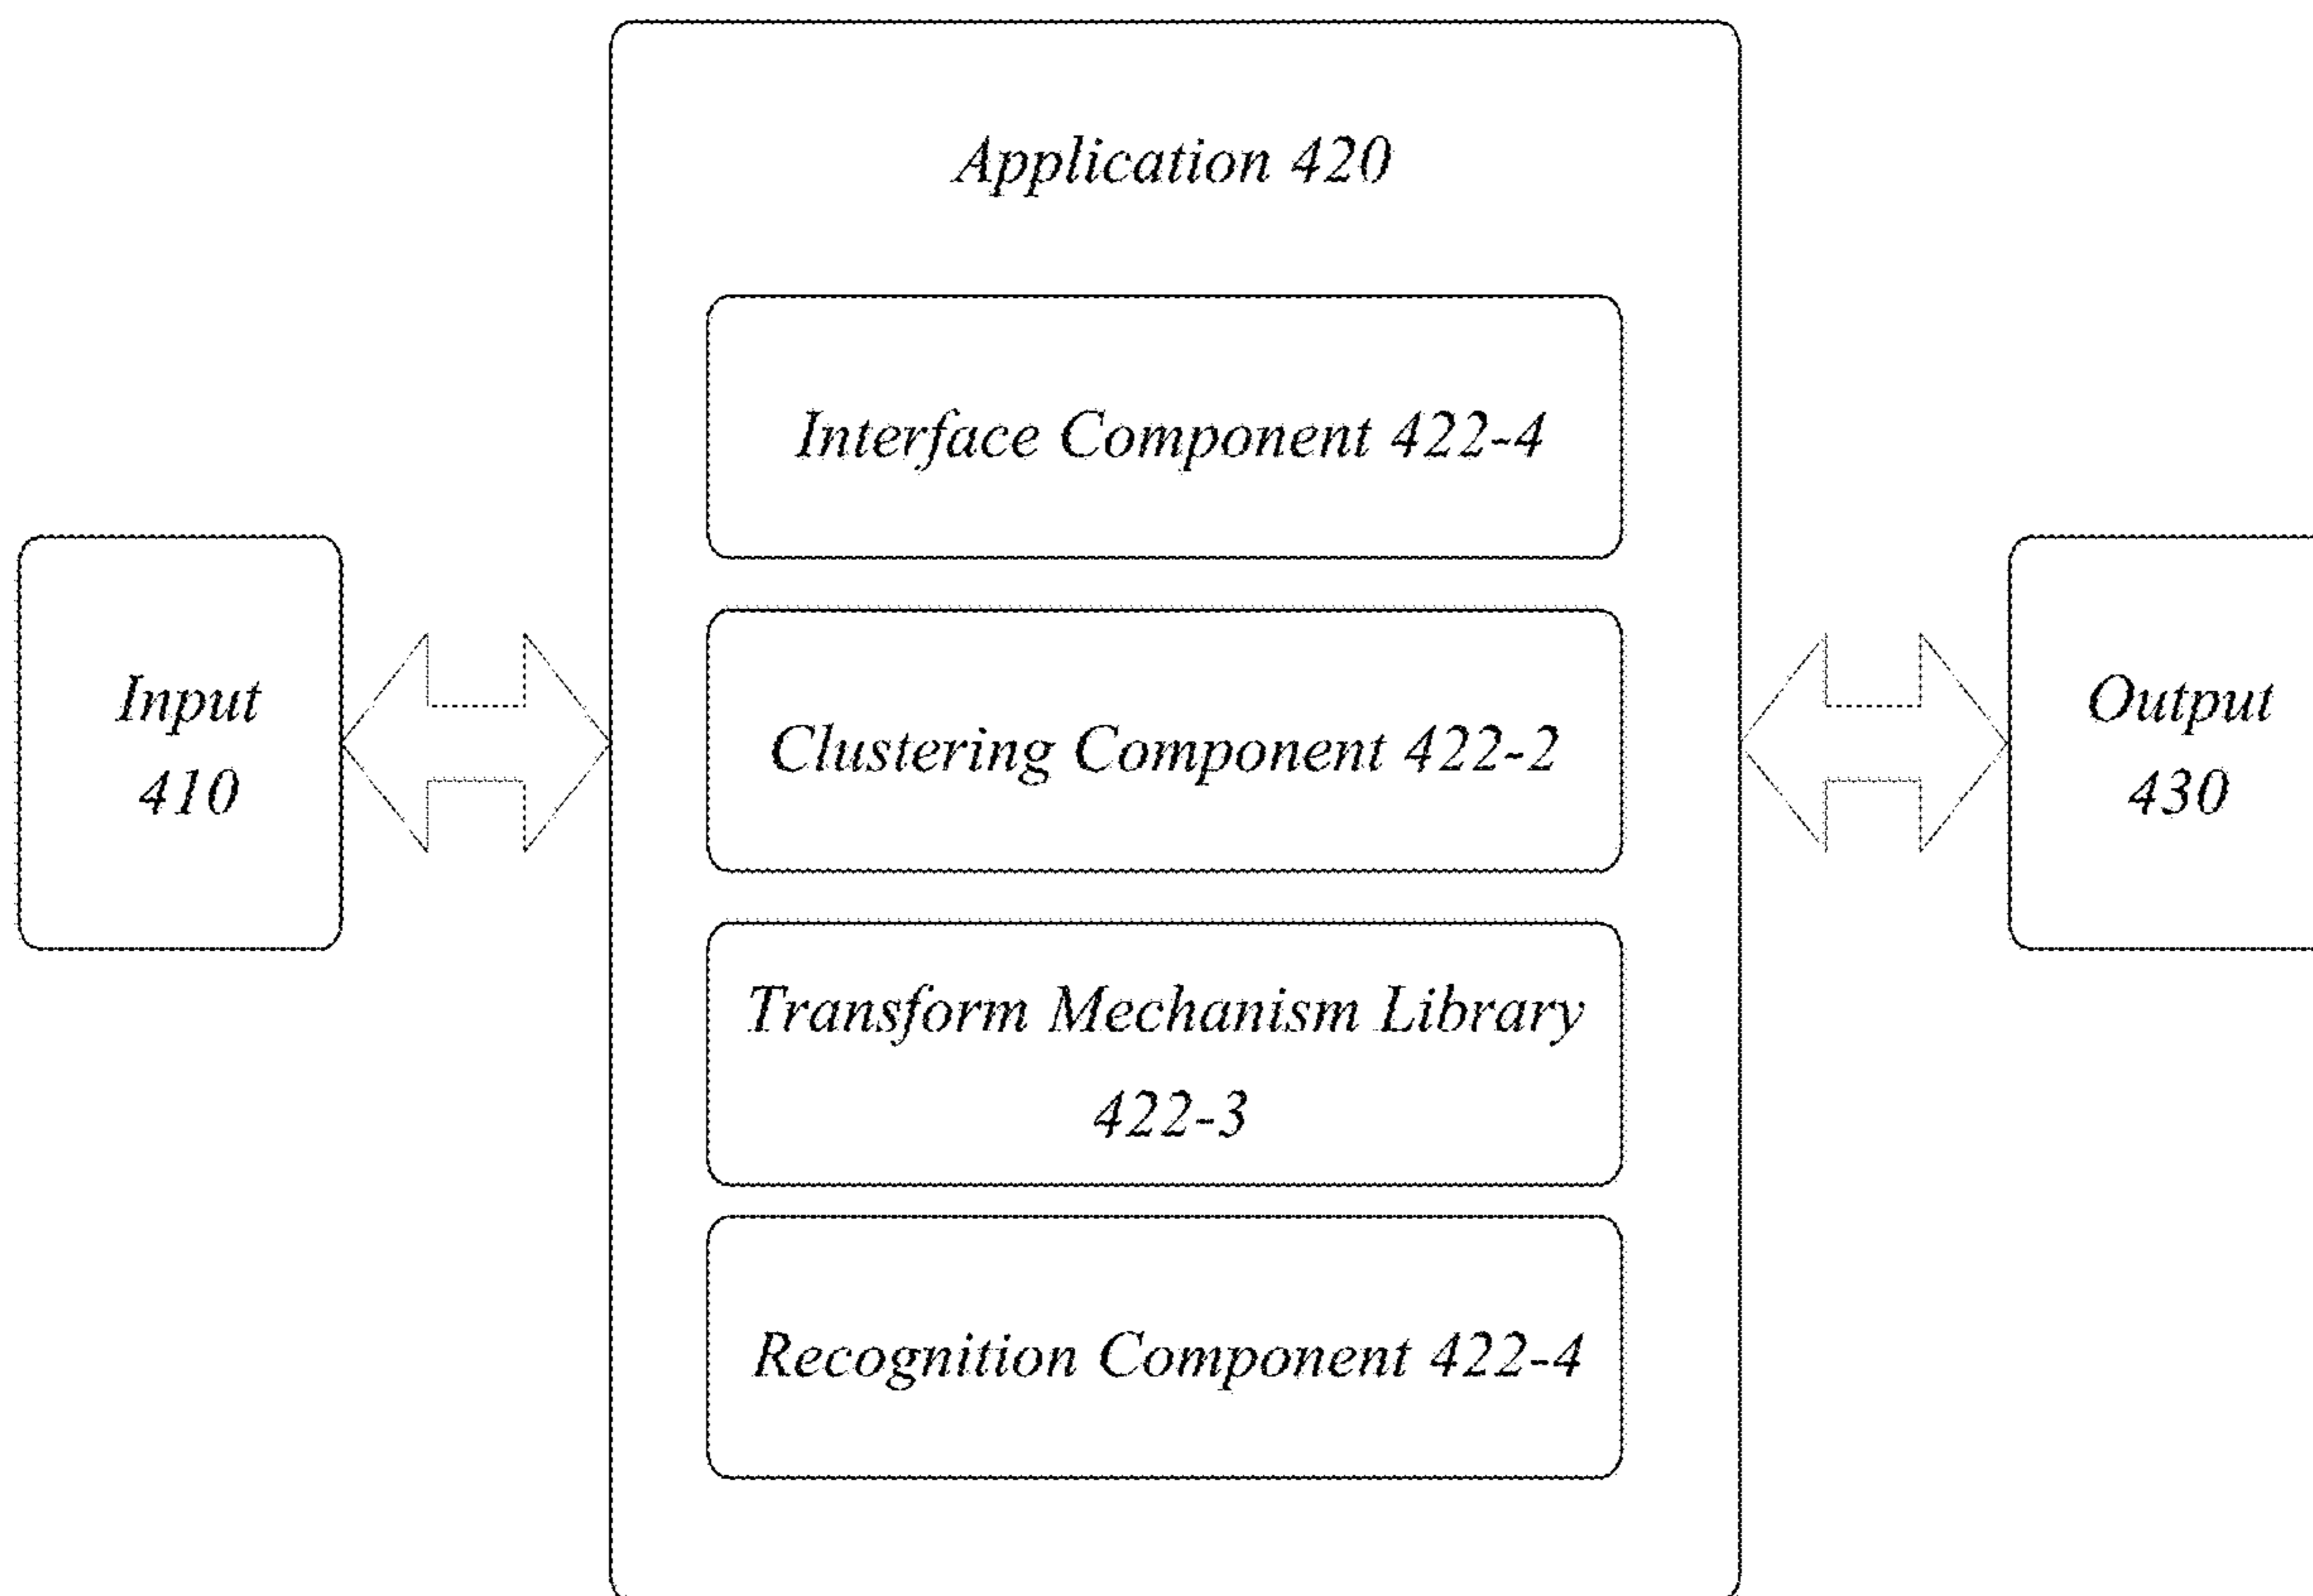 Application 420
Interface Component 422-4
Input
410
Clustering Component 422-2
Output
430
Transform Mechanism Library
422-3
Recognition Component 422-4